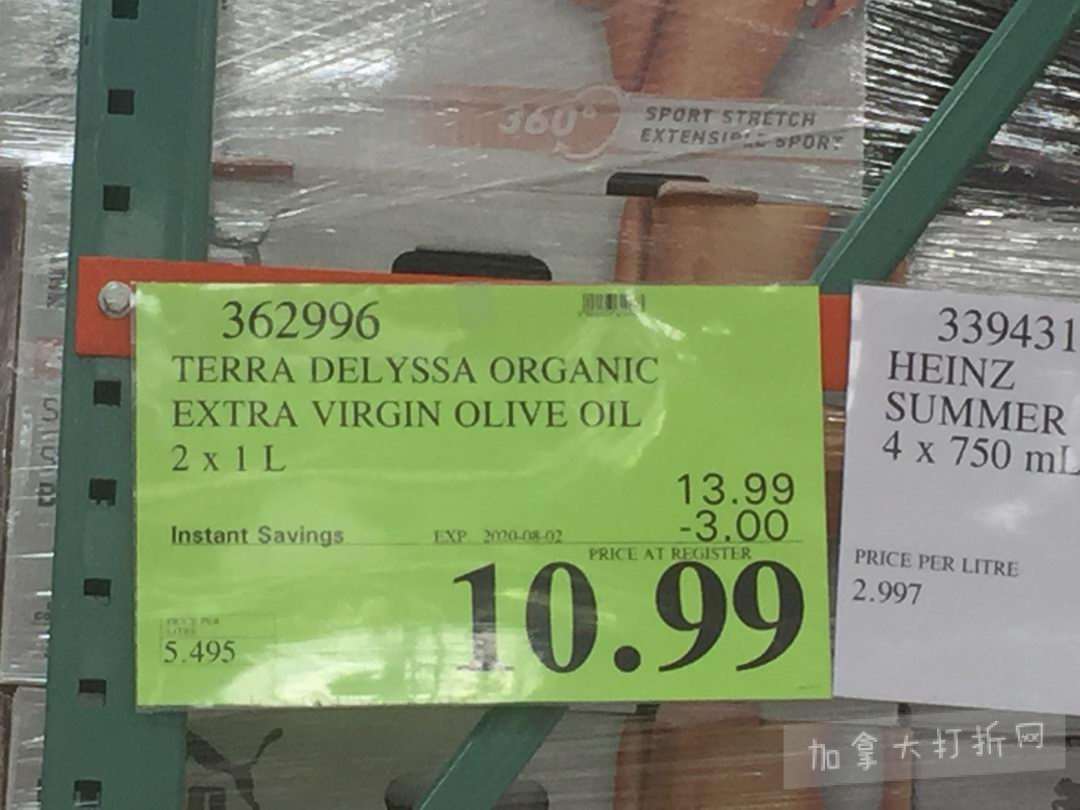 360°
SPORT STRETCH
EXTENSIBLE SPORT
362996
TERRA DELYSSA ORGANIC
EXTRA VIRGIN OLIVE OIL
2 x 1 L
13.99
Instant Savings EXP 2020-08-02 -3.00
PRICE AT REGISTER
10.99
PRICE PER
LITRE
5.495
339431
HEINZ
SUMMER
4 x 750 mL
PRICE PER LITRE
2.997
加拿大打折网